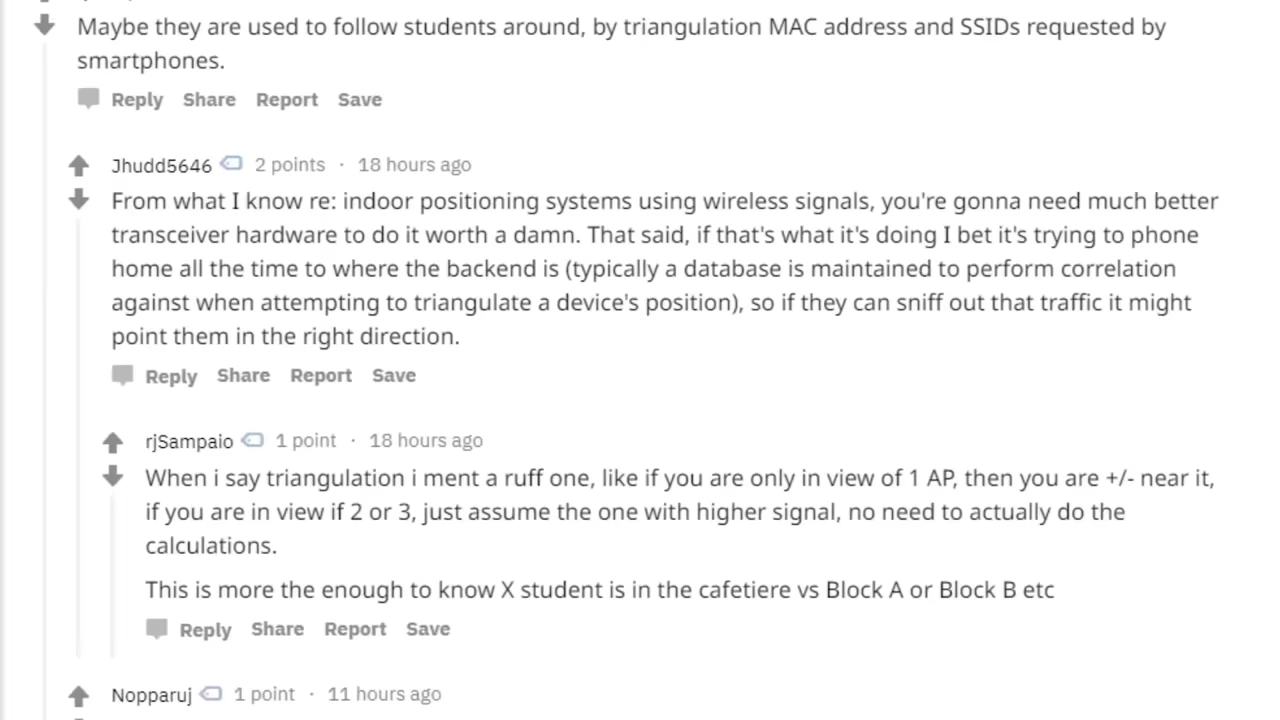 Maybe they are used to follow students around, by triangulation MAC address and SSIDs requested by
smartphones.
Reply Share Report Save
Jhudd5646 2 points · 18 hours ago
From what I know re: indoor positioning systems using wireless signals, you're gonna need much better
transceiver hardware to do it worth a damn. That said, if that's what it's doing I bet it's trying to phone
home all the time to where the backend is (typically a database is maintained to perform correlation
against when attempting to triangulate a device's position), so if they can sniff out that traffic it might
point them in the right direction.
Reply Share Report Save
rjSampaio 1 point · 18 hours ago
When i say triangulation i ment a ruff one, like if you are only in view of 1 AP, then you are +/- near it,
if you are in view if 2 or 3, just assume the one with higher signal, no need to actually do the
calculations.
This is more the enough to know X student is in the cafetiere vs Block A or Block B etc
Reply Share Report Save
Nopparuj 1 point · 11 hours ago